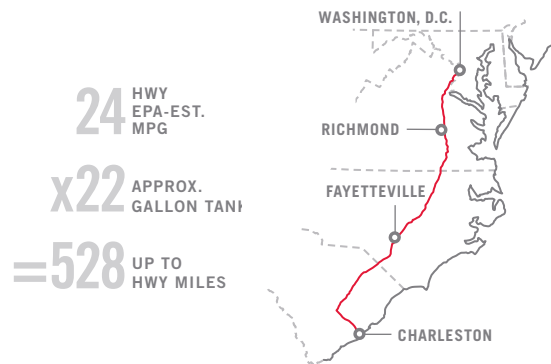 24 HWY
EPA-EST.
MPG
x22 APPROX.
GALLON TANK
=528 UP TO
HWY MILES
WASHINGTON, D.C.
RICHMOND
FAYETTEVILLE
CHARLESTON